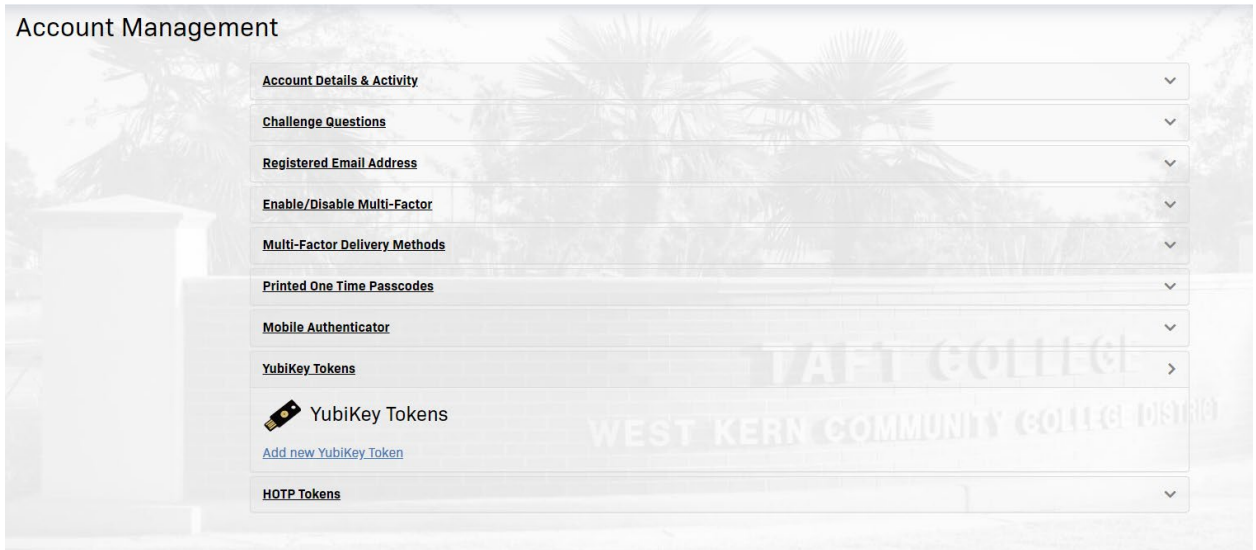 Account Management
Account Details & Activity
Challenge Questions
Registered Email Address
Enable/Disable Multi-Factor
Multi-Factor Delivery Methods
Printed One Time Passcodes
Mobile Authenticator
TAFT COLLEGE
YubiKey Tokens
YubiKey Tokens
WEST KERN COMMUNITY COLLEGE DISTRICT
Add new YubiKey Token
HOTP Tokens